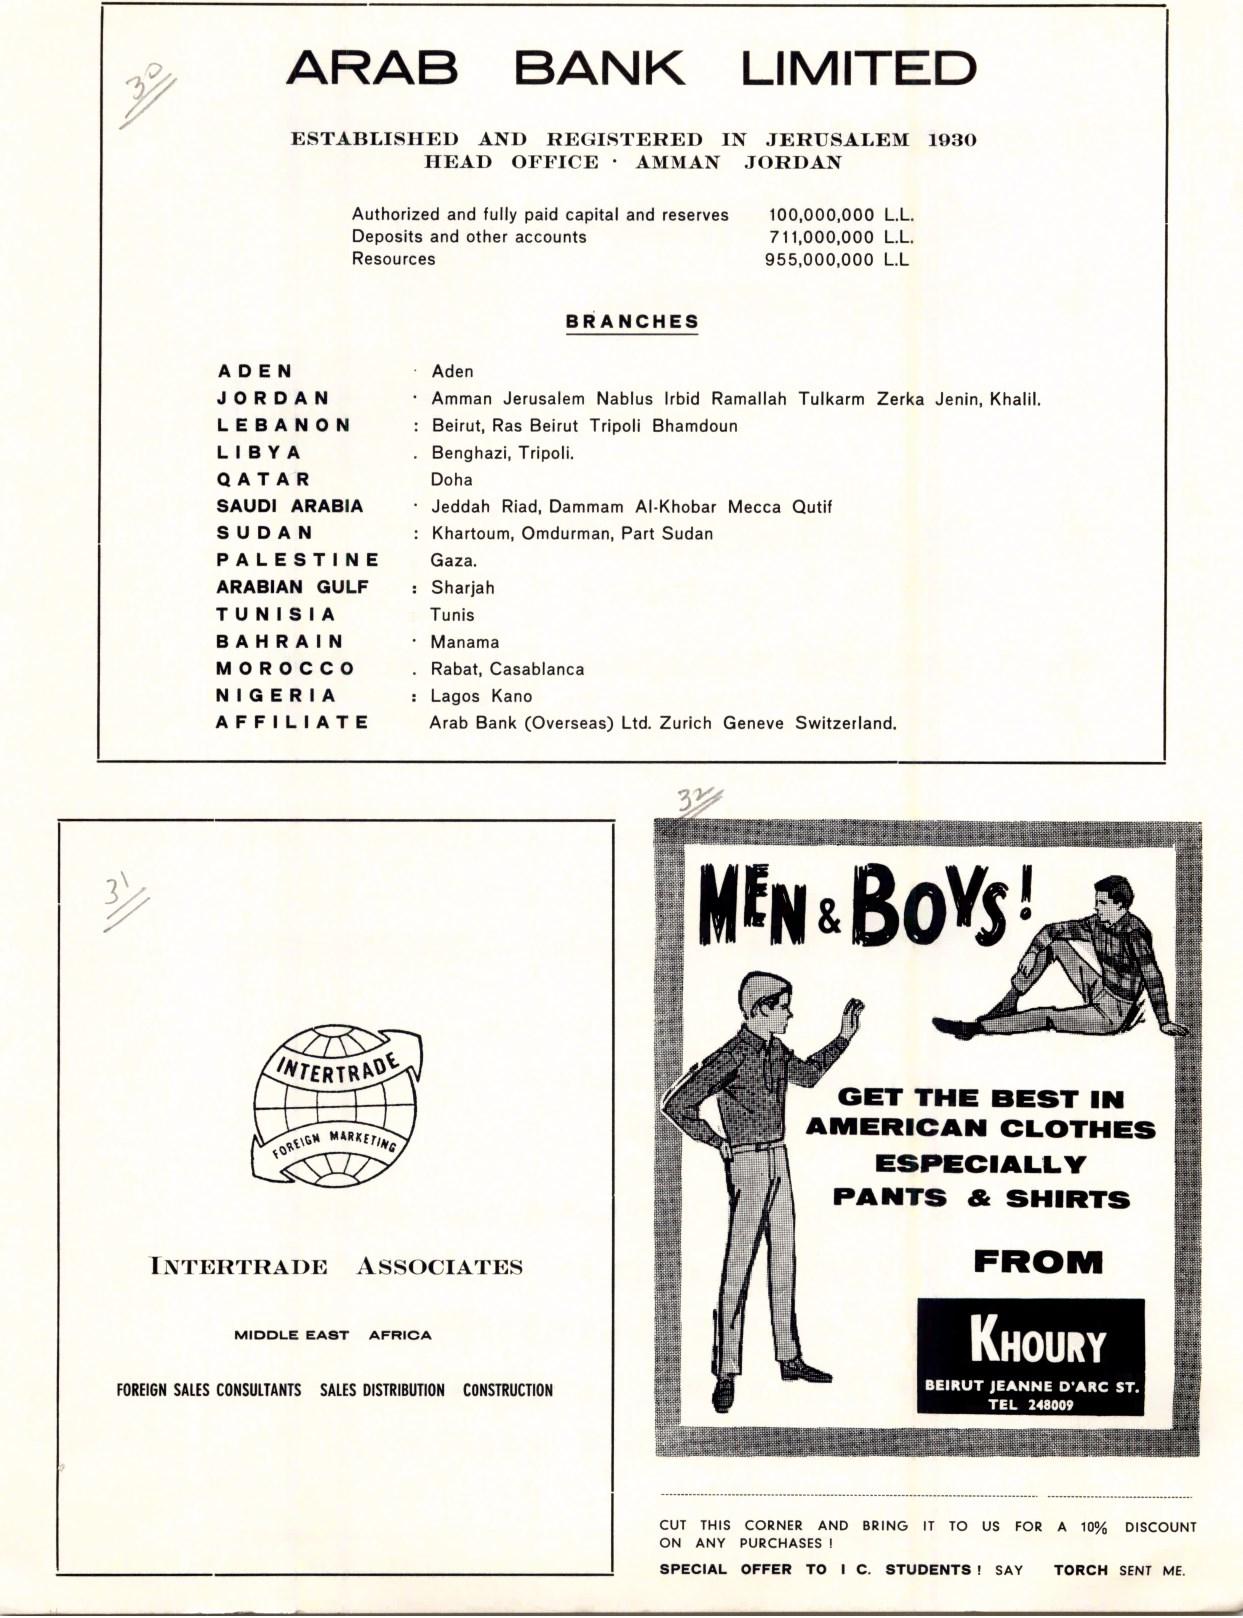 30
ARAB BANK LIMITED
ESTABLISHED AND REGISTERED IN JERUSALEM 1930
HEAD OFFICE · AMMAN JORDAN
Authorized and fully paid capital and reserves 100,000,000 L.L.
Deposits and other accounts 711,000,000 L.L.
Resources 955,000,000 L.L
BRANCHES
ADEN · Aden
JORDAN · Amman Jerusalem Nablus Irbid Ramallah Tulkarm Zerka Jenin, Khalil.
LEBANON : Beirut, Ras Beirut Tripoli Bhamdoun
LIBYA . Benghazi, Tripoli.
QATAR Doha
SAUDI ARABIA · Jeddah Riad, Dammam Al-Khobar Mecca Qutif
SUDAN : Khartoum, Omdurman, Part Sudan
PALESTINE Gaza.
ARABIAN GULF : Sharjah
TUNISIA Tunis
BAHRAIN · Manama
MOROCCO . Rabat, Casablanca
NIGERIA : Lagos Kano
AFFILIATE Arab Bank (Overseas) Ltd. Zurich Geneve Switzerland.
31
INTERTRADE
FOREIGN MARKETING
INTERTRADE ASSOCIATES
MIDDLE EAST AFRICA
FOREIGN SALES CONSULTANTS SALES DISTRIBUTION CONSTRUCTION
32
MEN & BOYS!
GET THE BEST IN
AMERICAN CLOTHES
ESPECIALLY
PANTS & SHIRTS
FROM
KHOURY
BEIRUT JEANNE D'ARC ST.
TEL 248009
CUT THIS CORNER AND BRING IT TO US FOR A 10% DISCOUNT
ON ANY PURCHASES !
SPECIAL OFFER TO I C. STUDENTS ! SAY TORCH SENT ME.